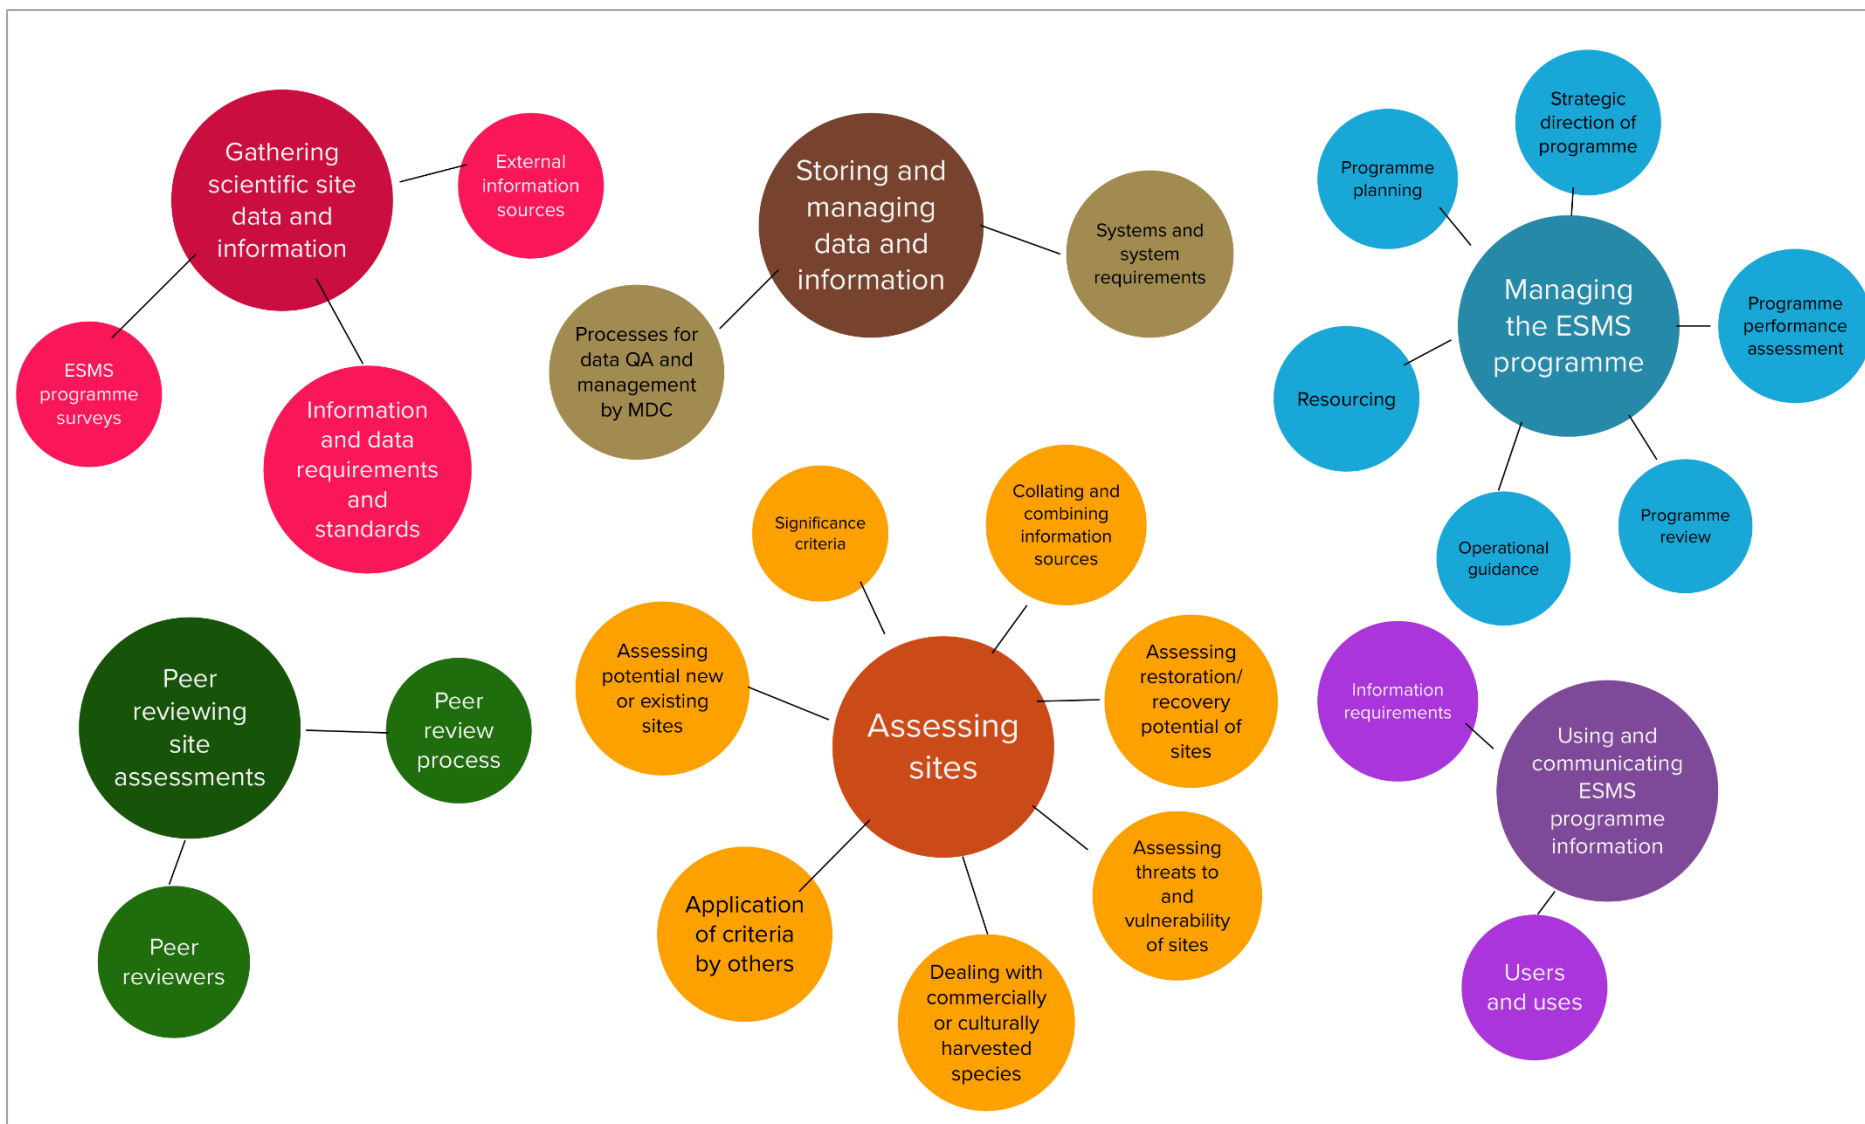 Gathering
scientific site
data and
information
External
information
sources
ESMS
programme
surveys
Information
and data
requirements
and
standards
Storing and
managing
data and
information
Systems and
system
requirements
Processes for
data QA and
management
by MDC
Strategic
direction of
programme
Programme
planning
Managing
the ESMS
programme
Programme
performance
assessment
Resourcing
Operational
guidance
Programme
review
Peer
reviewing
site
assessments
Peer
review
process
Peer
reviewers
Significance
criteria
Collating and
combining
information
sources
Assessing
potential new
or existing
sites
Assessing
sites
Assessing
restoration/
recovery
potential of
sites
Assessing
threats to
and
vulnerability
of sites
Application
of criteria
by others
Dealing with
commercially
or culturally
harvested
species
Information
requirements
Using and
communicating
ESMS
programme
information
Users
and uses